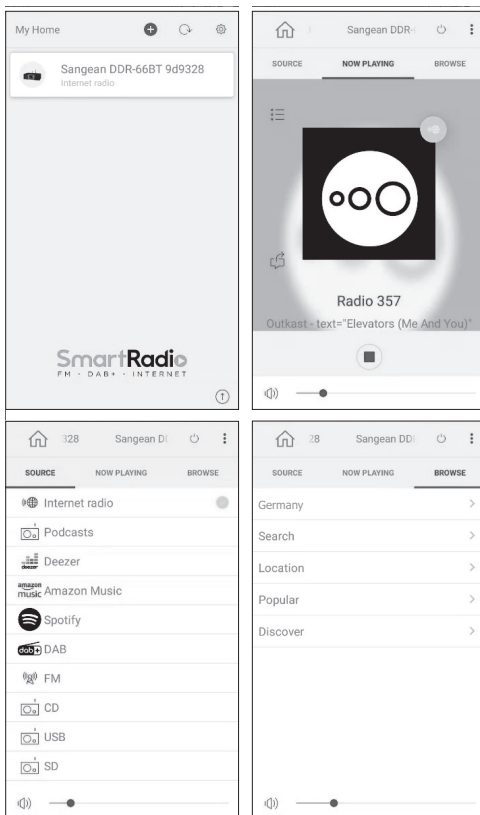 My Home
Sangean DDR-66BT 9d9328
Internet radio
SmartRadio
FM · DAB+ · INTERNET
Sangean DDR-
SOURCE NOW PLAYING BROWSE
Radio 357
Outkast - text="Elevators (Me And You)"
328 Sangean D
SOURCE NOW PLAYING BROWSE
Internet radio
Podcasts
deezer Deezer
amazon music Amazon Music
Spotify
dab+ DAB
FM
CD
USB
SD
28 Sangean DD
SOURCE NOW PLAYING BROWSE
Germany
Search
Location
Popular
Discover